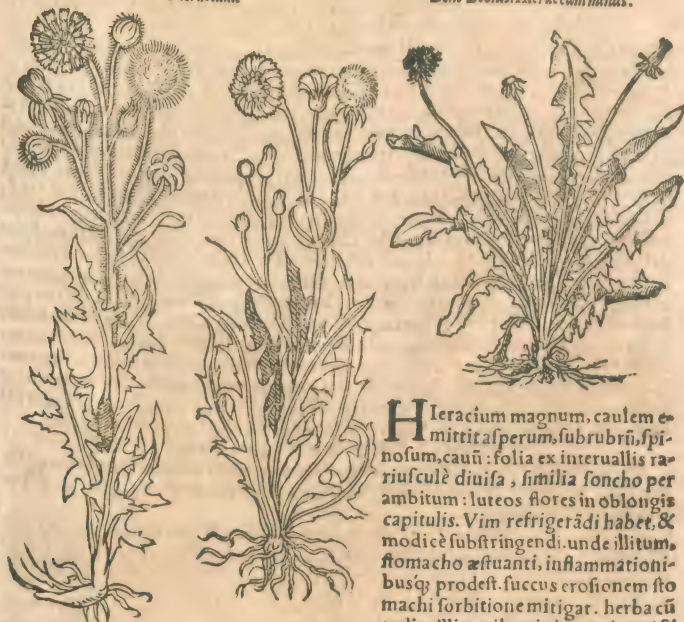 Hieracium magnum, caulem e-
mittit aſperum, ſubrubrū, ſpi-
noſum, cauū : folia ex interuallis ra-
riuſculè diuiſa , ſimilia ſoncho per
ambitum : luteos flores in oblongis
capitulis. Vim refrigerādi habet, &
modicè ſubſtringendi. unde illitum,
ſtomacho æſtuanti, inflammationi-
busq; prodeſt. ſuccus eroſionem ſto
machi ſorbitione mitigat. herba cū